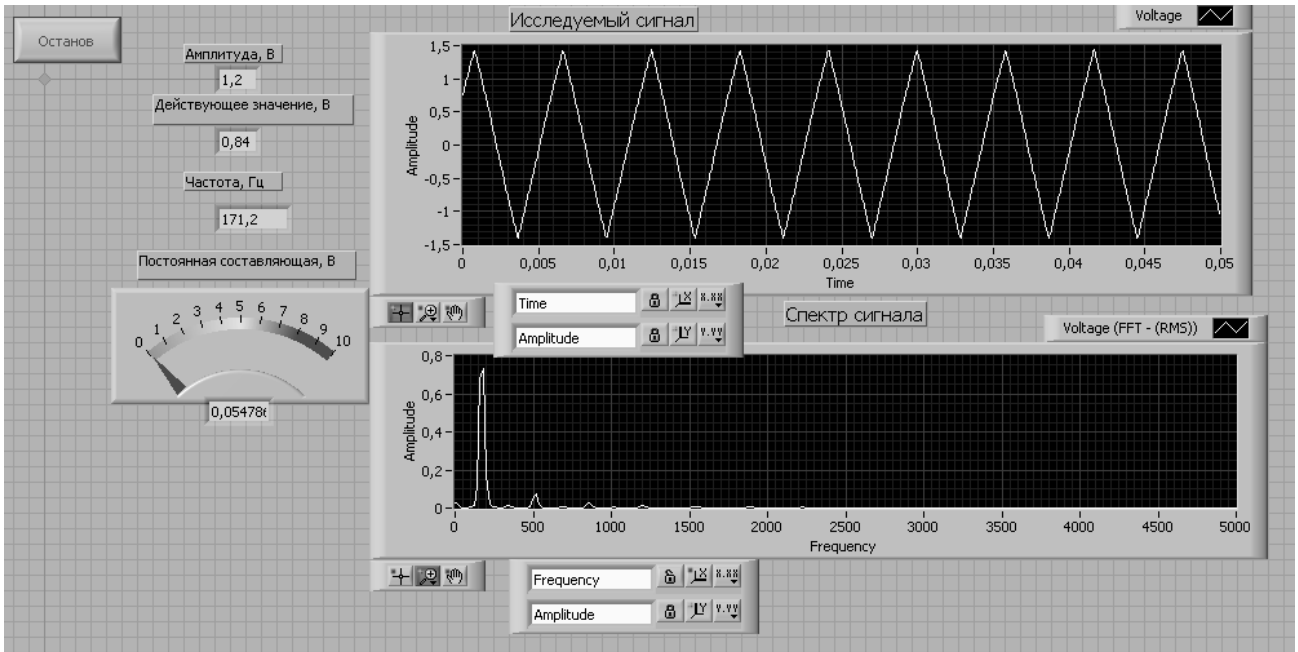 Останов
Амплитуда, В
1,2
Действующее значение, В
0,84
Частота, Гц
171,2
Постоянная составляющая, В
0 1 2 3 4 5 6 7 8 9 10
Исследуемый сигнал
Voltage
1,5
1
0,5
0
-0,5
-1
-1,5
Amplitude
0 0,005 0,01 0,015 0,02 0,025 0,03 0,035 0,04 0,045 0,05
Time
Time
X.XX
Amplitude
Y.YY
Спектр сигнала
Voltage (FFT - (RMS))
0,8
0,6
0,4
0,2
0
Amplitude
0 500 1000 1500 2000 2500 3000 3500 4000 4500 5000
Frequency
Frequency
X.XX
Amplitude
Y.YY